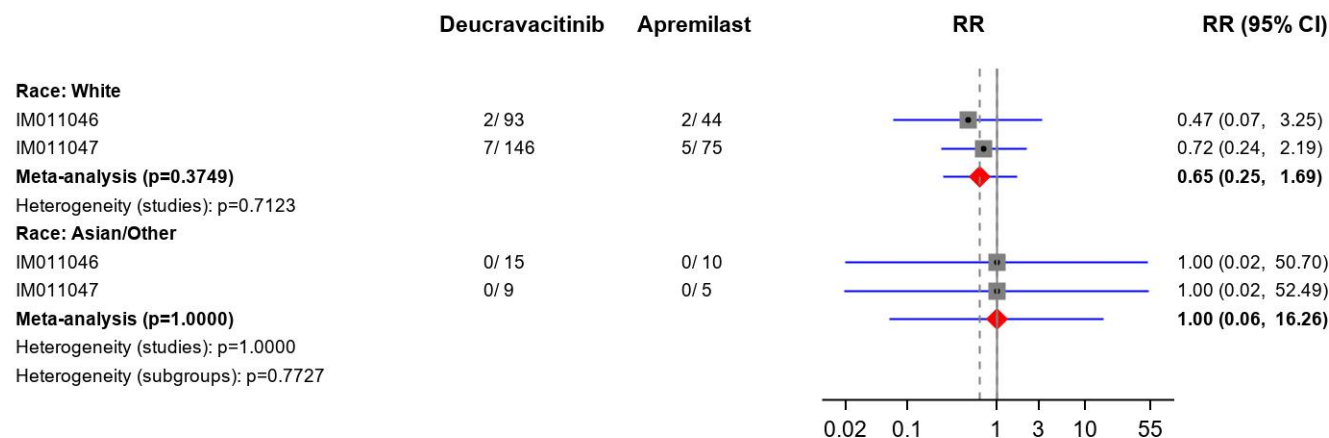 Deucravacitinib Apremilast RR RR (95% CI)
Race: White
IM011046 2/ 93 2/ 44 0.47 (0.07, 3.25)
IM011047 7/ 146 5/ 75 0.72 (0.24, 2.19)
Meta-analysis (p=0.3749) 0.65 (0.25, 1.69)
Heterogeneity (studies): p=0.7123
Race: Asian/Other
IM011046 0/ 15 0/ 10 1.00 (0.02, 50.70)
IM011047 0/ 9 0/ 5 1.00 (0.02, 52.49)
Meta-analysis (p=1.0000) 1.00 (0.06, 16.26)
Heterogeneity (studies): p=1.0000
Heterogeneity (subgroups): p=0.7727
0.02 0.1 1 3 10 55